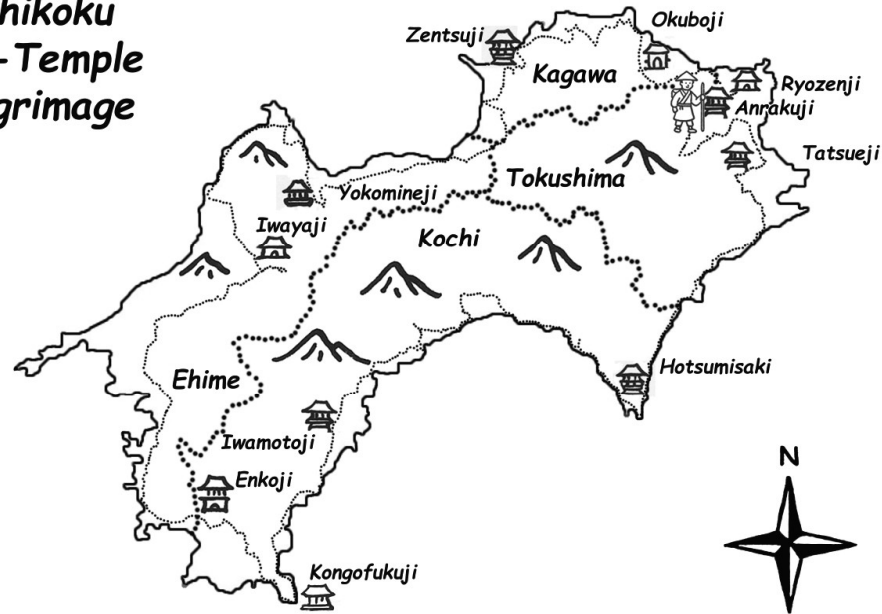 hikoku
-Temple
grimage
Okuboji
Zentsuji
Kagawa
Ryozenji
Anrakuji
Tatsueji
Tokushima
Yokomineji
Iwayaji
Kochi
Hotsumisaki
Ehime
Iwamotoji
Enkoji
N
Kongofukuji